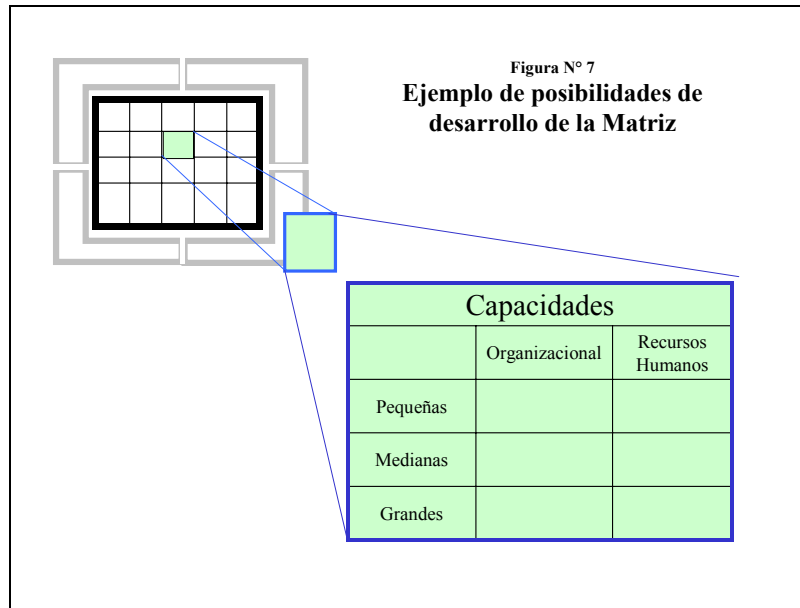 Figura N° 7
Ejemplo de posibilidades de
desarrollo de la Matriz
Capacidades
Organizacional
Recursos
Humanos
Pequeñas
Medianas
Grandes